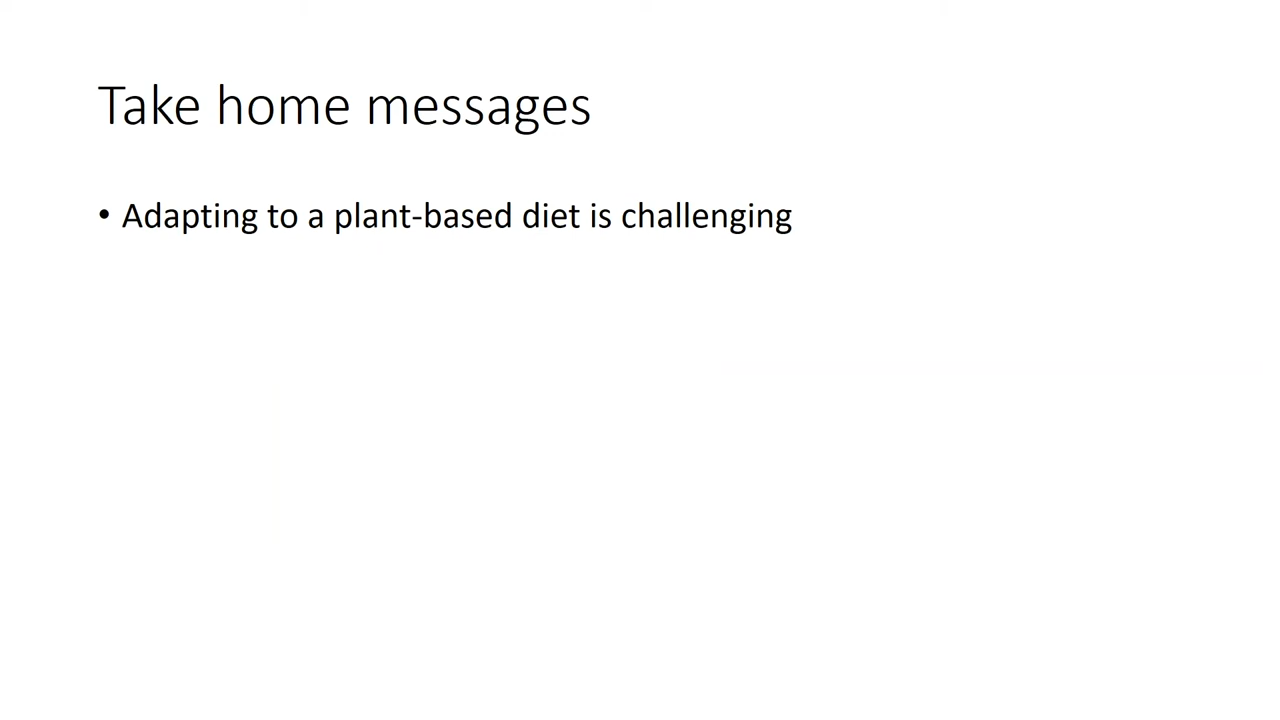 Take home messages
• Adapting to a plant-based diet is challenging